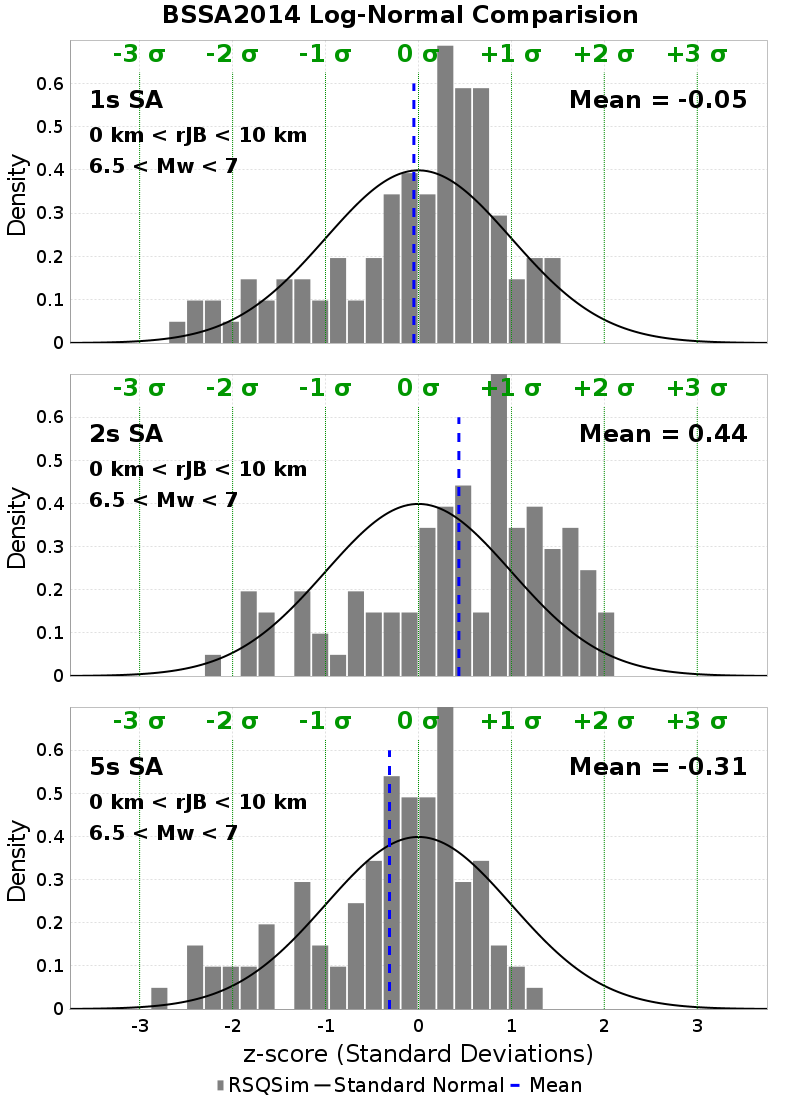 BSSA2014 Log-Normal Comparision
-3 σ -2 σ -1 σ 0 σ +1 σ +2 σ +3 σ
1s SA
Mean = -0.05
0 km < rJB < 10 km
6.5 < Mw < 7
Density
0.6
0.5
0.4
0.3
0.2
0.1
0
-3 σ -2 σ -1 σ 0 σ +1 σ +2 σ +3 σ
2s SA
Mean = 0.44
0 km < rJB < 10 km
6.5 < Mw < 7
Density
0.6
0.5
0.4
0.3
0.2
0.1
0
-3 σ -2 σ -1 σ 0 σ +1 σ +2 σ +3 σ
5s SA
Mean = -0.31
0 km < rJB < 10 km
6.5 < Mw < 7
Density
0.6
0.5
0.4
0.3
0.2
0.1
0
-3 -2 -1 0 1 2 3
z-score (Standard Deviations)
RSQSim Standard Normal Mean